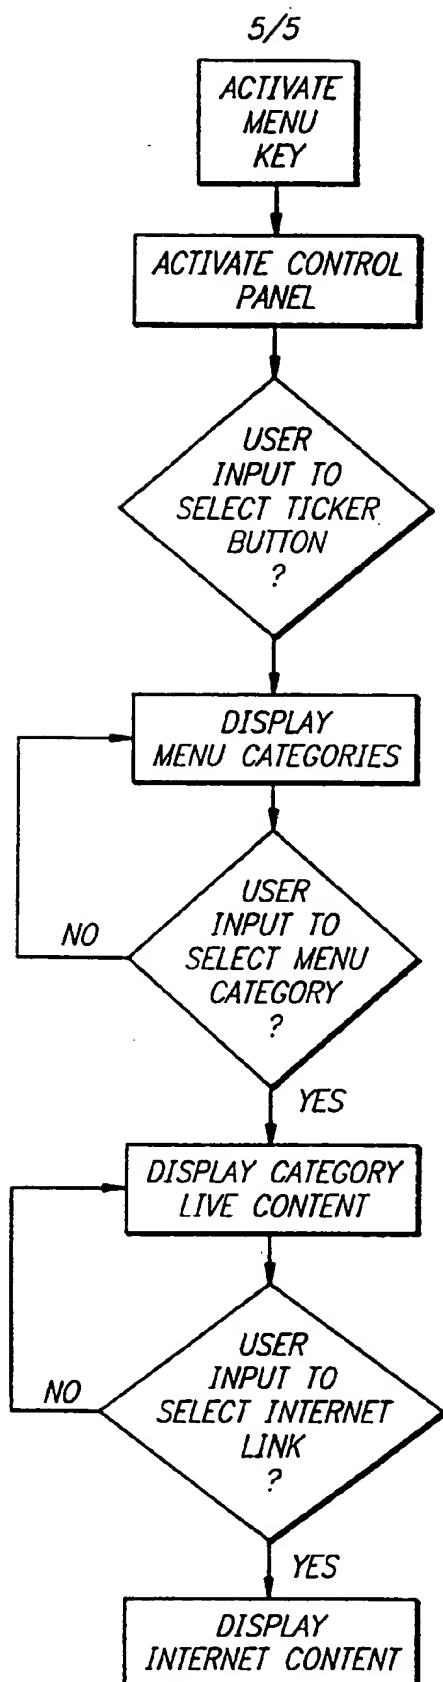 5/5
ACTIVATE
MENU
KEY
ACTIVATE CONTROL
PANEL
USER
INPUT TO
SELECT TICKER
BUTTON
?
DISPLAY
MENU CATEGORIES
USER
INPUT TO
SELECT MENU
CATEGORY
?
NO
YES
DISPLAY CATEGORY
LIVE CONTENT
USER
INPUT TO
SELECT INTERNET
LINK
?
NO
YES
DISPLAY
INTERNET CONTENT